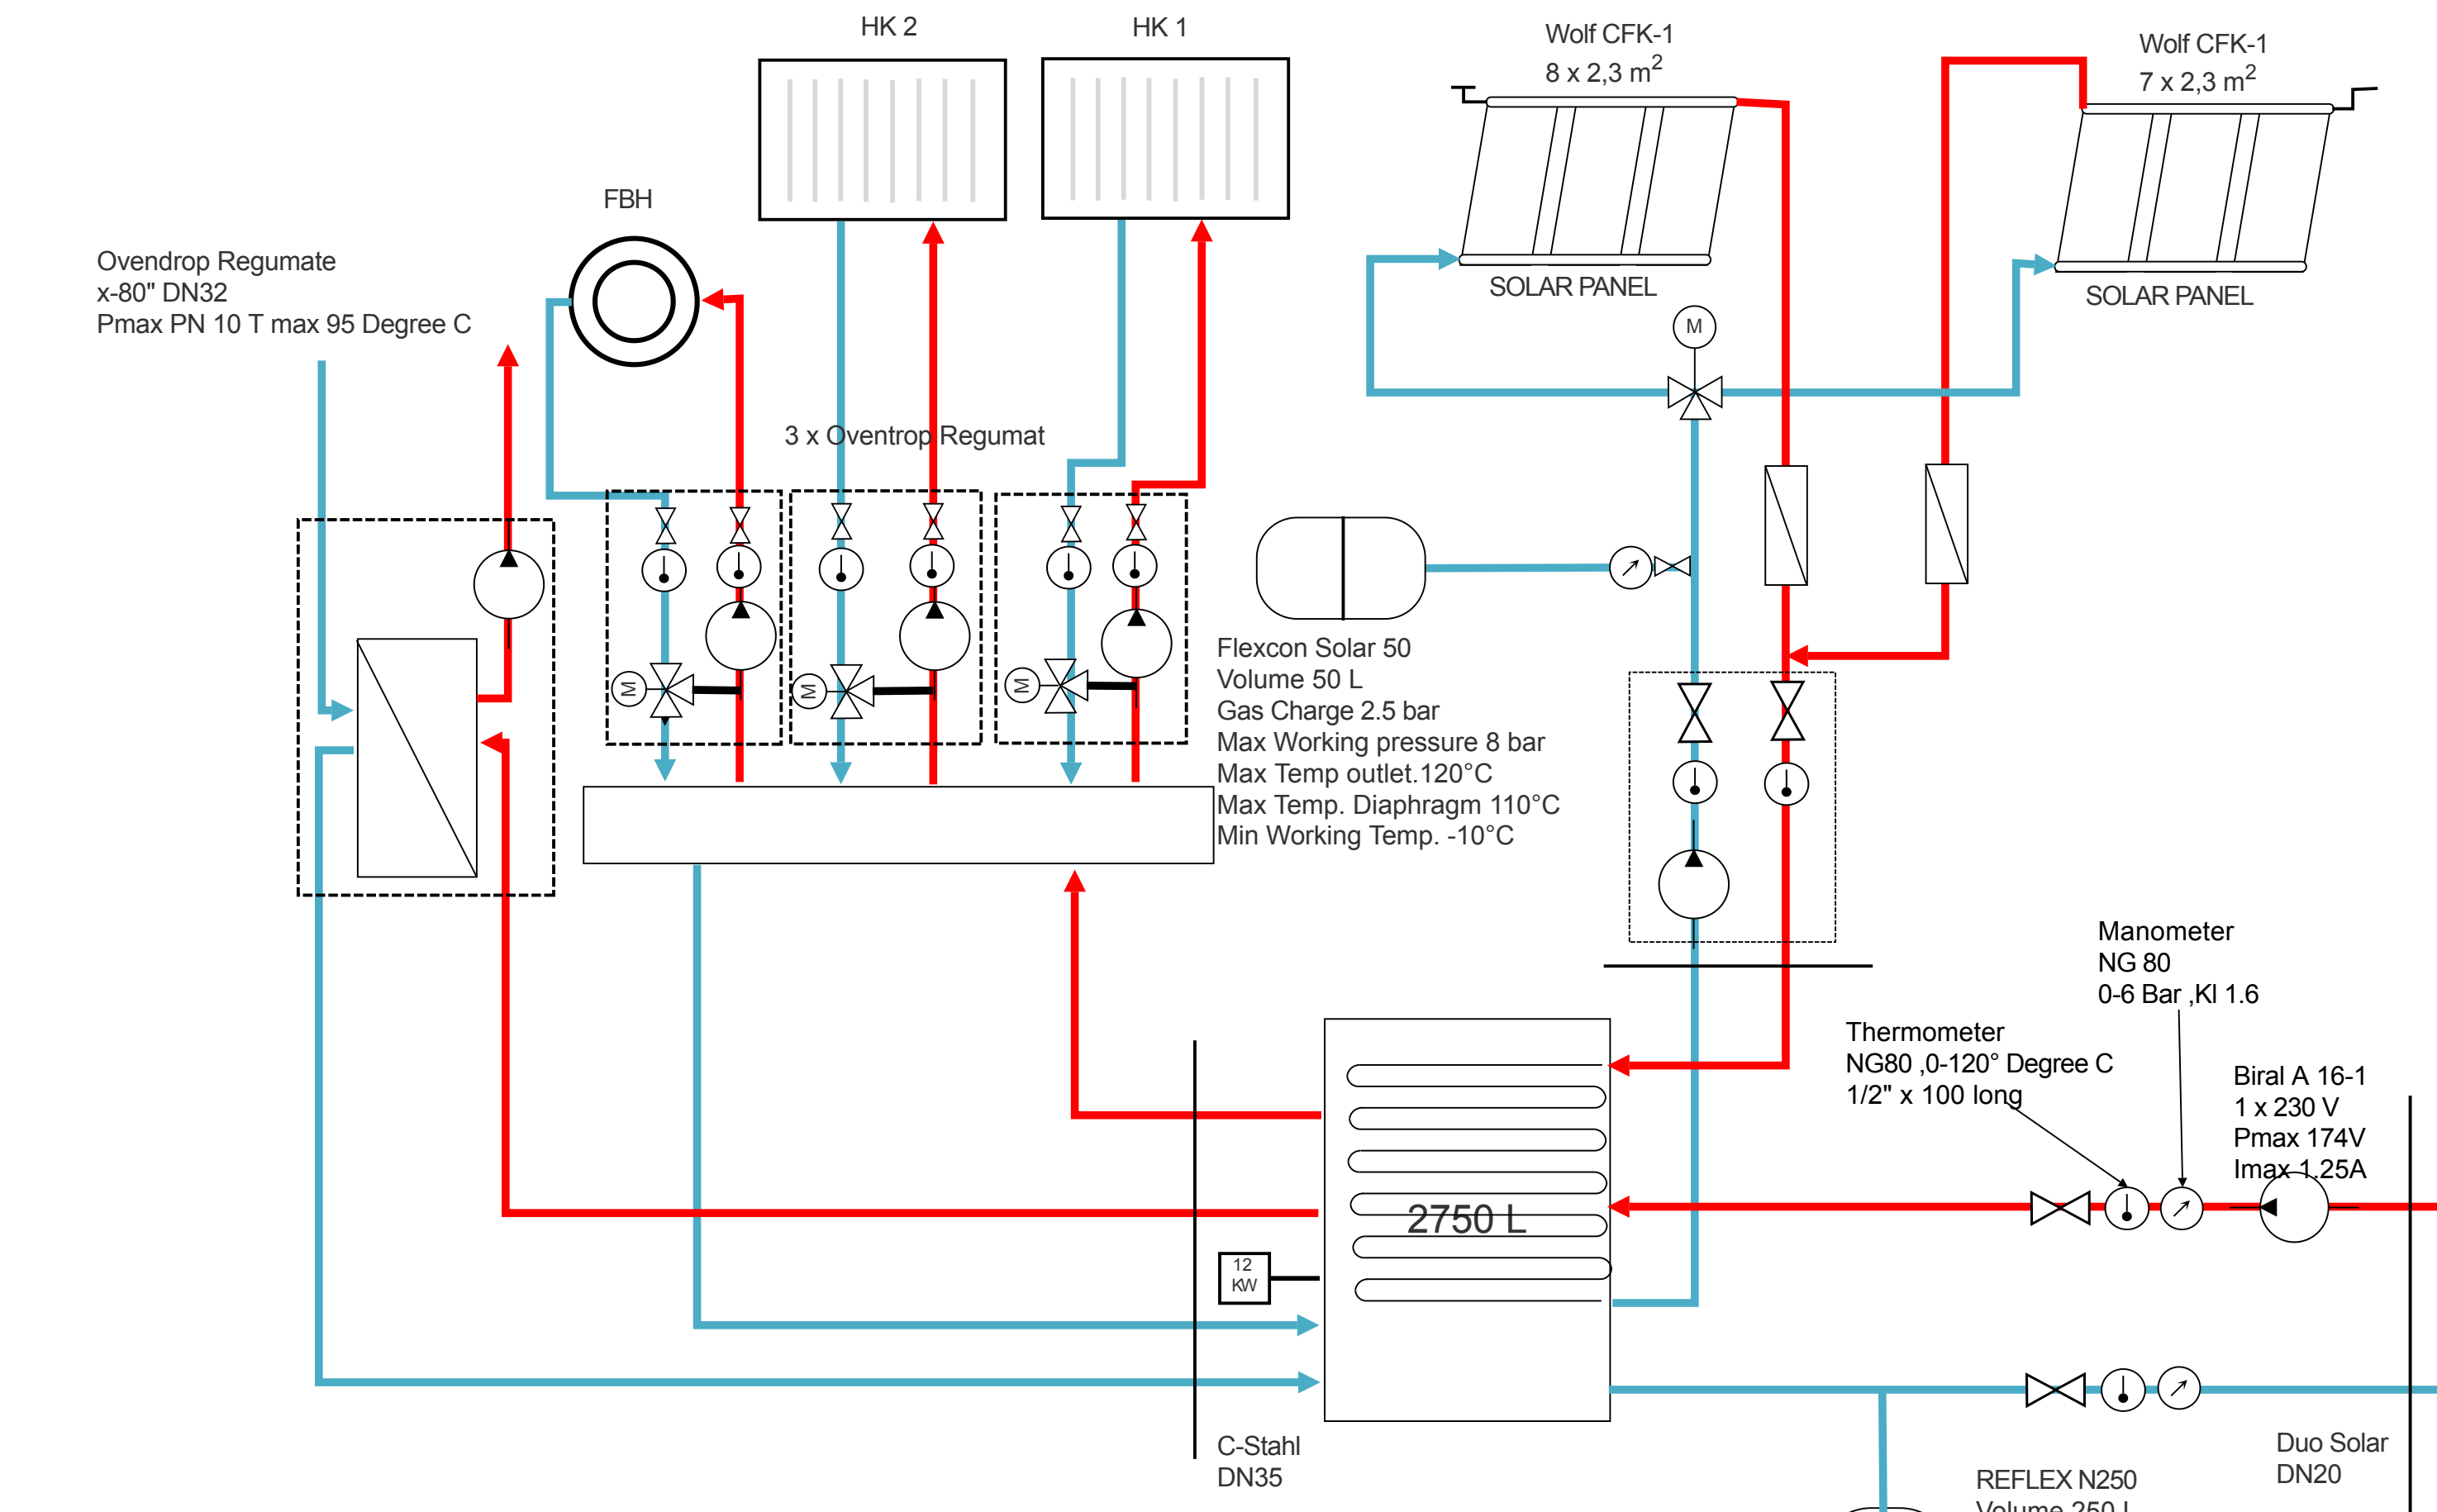 HK 2
HK 1
Wolf CFK-1
8 x 2,3 m²
Wolf CFK-1
7 x 2,3 m²
FBH
Ovendrop Regumate
x-80" DN32
Pmax PN 10 T max 95 Degree C
SOLAR PANEL
SOLAR PANEL
M
3 x Oventrop Regumat
M
M
M
Flexcon Solar 50
Volume 50 L
Gas Charge 2.5 bar
Max Working pressure 8 bar
Max Temp outlet.120°C
Max Temp. Diaphragm 110°C
Min Working Temp. -10°C
Manometer
NG 80
0-6 Bar ,Kl 1.6
Thermometer
NG80 ,0-120° Degree C
1/2" x 100 long
Biral A 16-1
1 x 230 V
Pmax 174V
Imax 1.25A
2750 L
12
KW
C-Stahl
DN35
Duo Solar
DN20
REFLEX N250
Volume 250 L